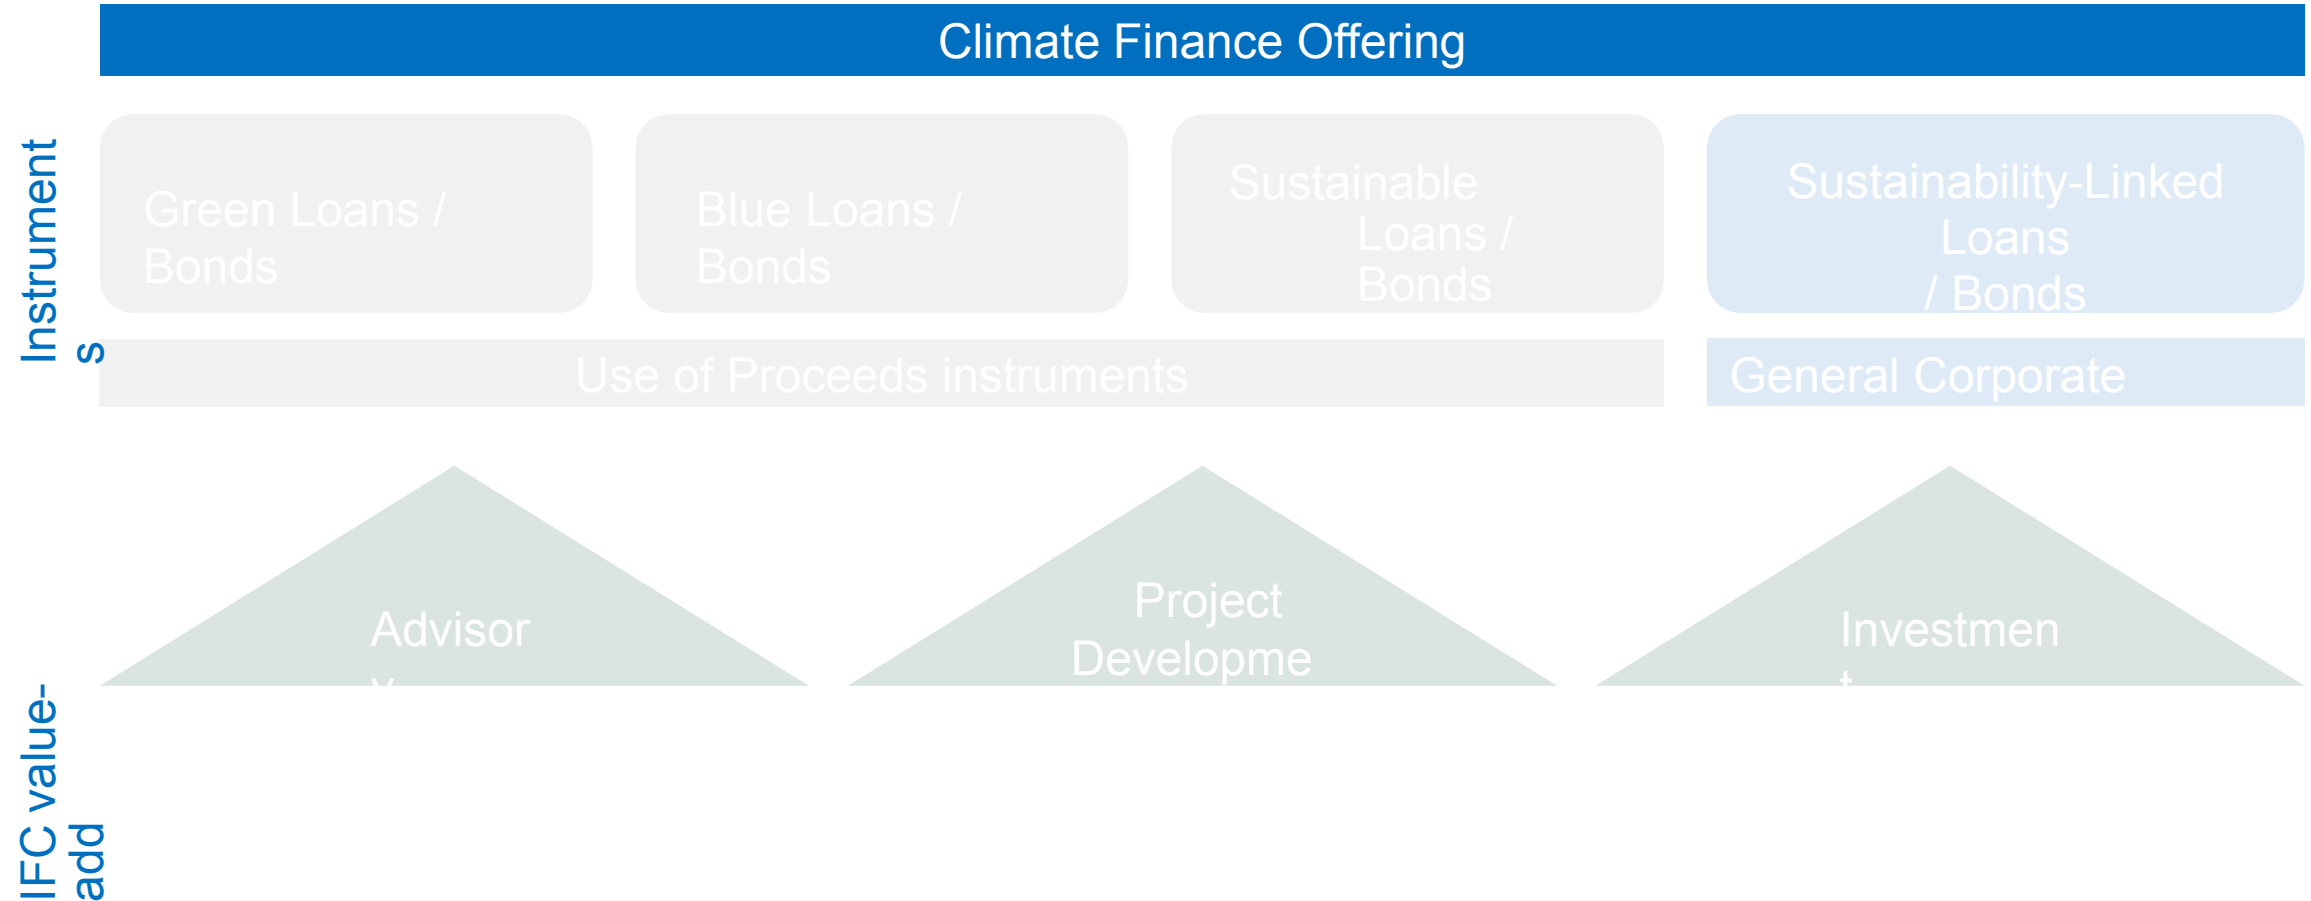 Climate Finance Offering
Instrument
s
Green Loans /
Bonds
Blue Loans /
Bonds
Sustainable
Loans /
Bonds
Sustainability-Linked
Loans
/ Bonds
Use of Proceeds instruments
General Corporate
IFC value-
add
Advisor
y
Project
Developme
Investmen
t